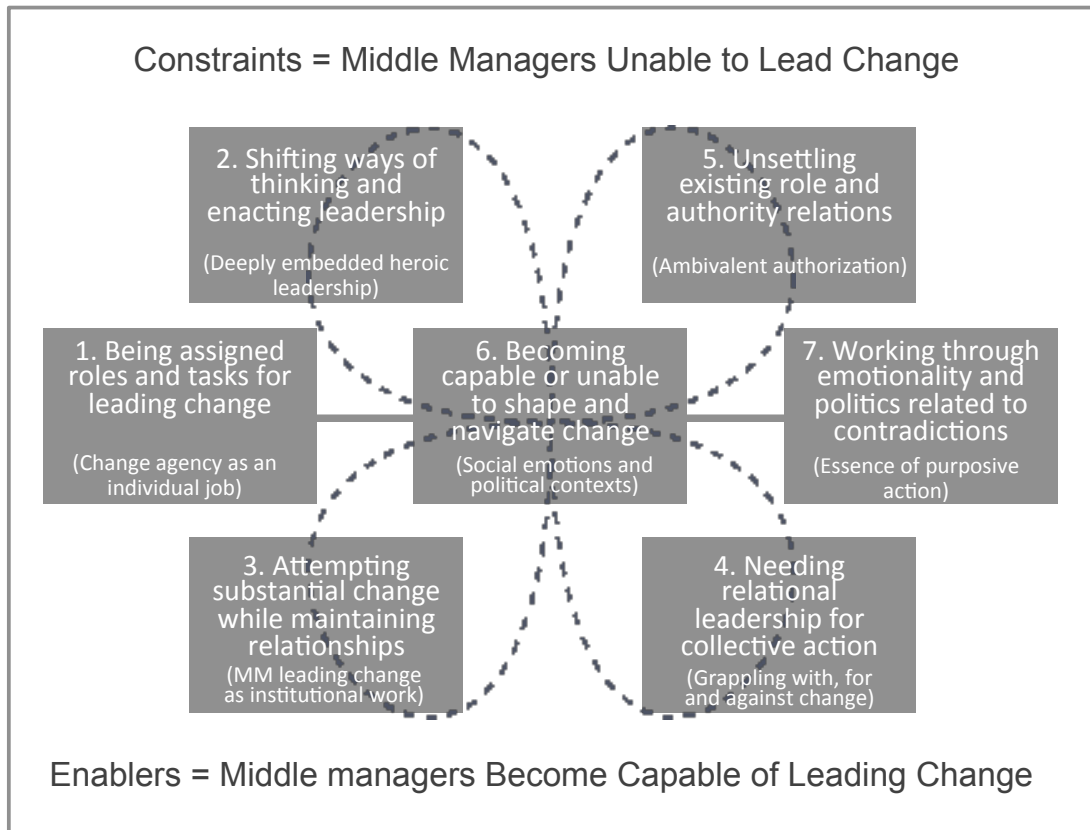 Constraints = Middle Managers Unable to Lead Change
2. Shifting ways of
thinking and
enacting leadership
(Deeply embedded heroic
leadership)
5. Unsettling
existing role and
authority relations
(Ambivalent authorization)
1. Being assigned
roles and tasks for
leading change
(Change agency as an
individual job)
6. Becoming
capable or unable
to shape and
navigate change
(Social emotions and
political contexts)
7. Working through
emotionality and
politics related to
contradictions
(Essence of purposive
action)
3. Attempting
substantial change
while maintaining
relationships
(MM leading change
as institutional work)
4. Needing
relational
leadership for
collective action
(Grappling with, for
and against change)
Enablers = Middle managers Become Capable of Leading Change